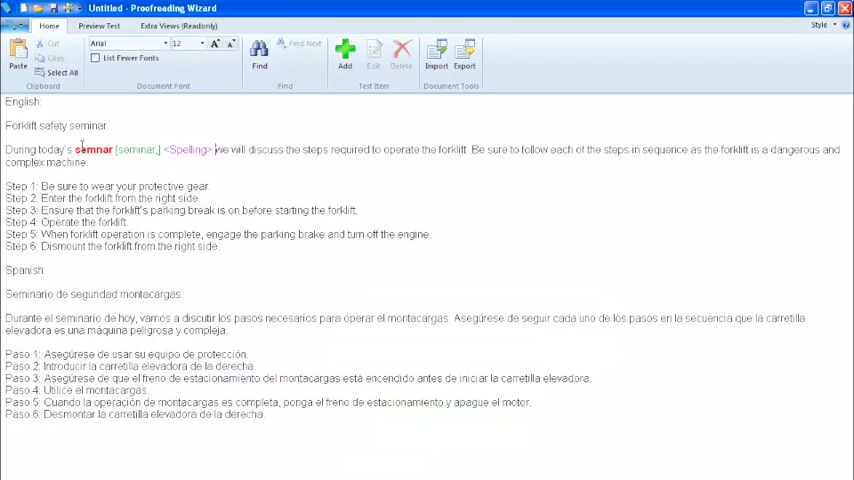 Untitled - Proofreading Wizard
Style
Home
Preview Test
Extra Views (Readonly)
Paste
Cut
Copy
Select All
Clipboard
Arial
12
List Fewer Fonts
Document Font
Find
Find Next
Find
Add
Edit
Delete
Test Item
Import
Export
Document Tools
English:
Forklift safety seminar.
During today's semnar [seminar,] <Spelling> we will discuss the steps required to operate the forklift. Be sure to follow each of the steps in sequence as the forklift is a dangerous and
complex machine.
Step 1: Be sure to wear your protective gear.
Step 2: Enter the forklift from the right side.
Step 3: Ensure that the forklift's parking break is on before starting the forklift.
Step 4: Operate the forklift.
Step 5: When forklift operation is complete, engage the parking brake and turn off the engine.
Step 6: Dismount the forklift from the right side.
Spanish:
Seminario de seguridad montacargas.
Durante el seminario de hoy, vamos a discutir los pasos necesarios para operar el montacargas. Asegúrese de seguir cada uno de los pasos en la secuencia que la carretilla
elevadora es una máquina peligrosa y compleja.
Paso 1: Asegúrese de usar su equipo de protección.
Paso 2: Introducir la carretilla elevadora de la derecha.
Paso 3: Asegúrese de que el freno de estacionamiento del montacargas está encendido antes de iniciar la carretilla elevadora.
Paso 4: Utilice el montacargas.
Paso 5: Cuando la operación de montacargas es completa, ponga el freno de estacionamiento y apague el motor.
Paso 6: Desmontar la carretilla elevadora de la derecha.